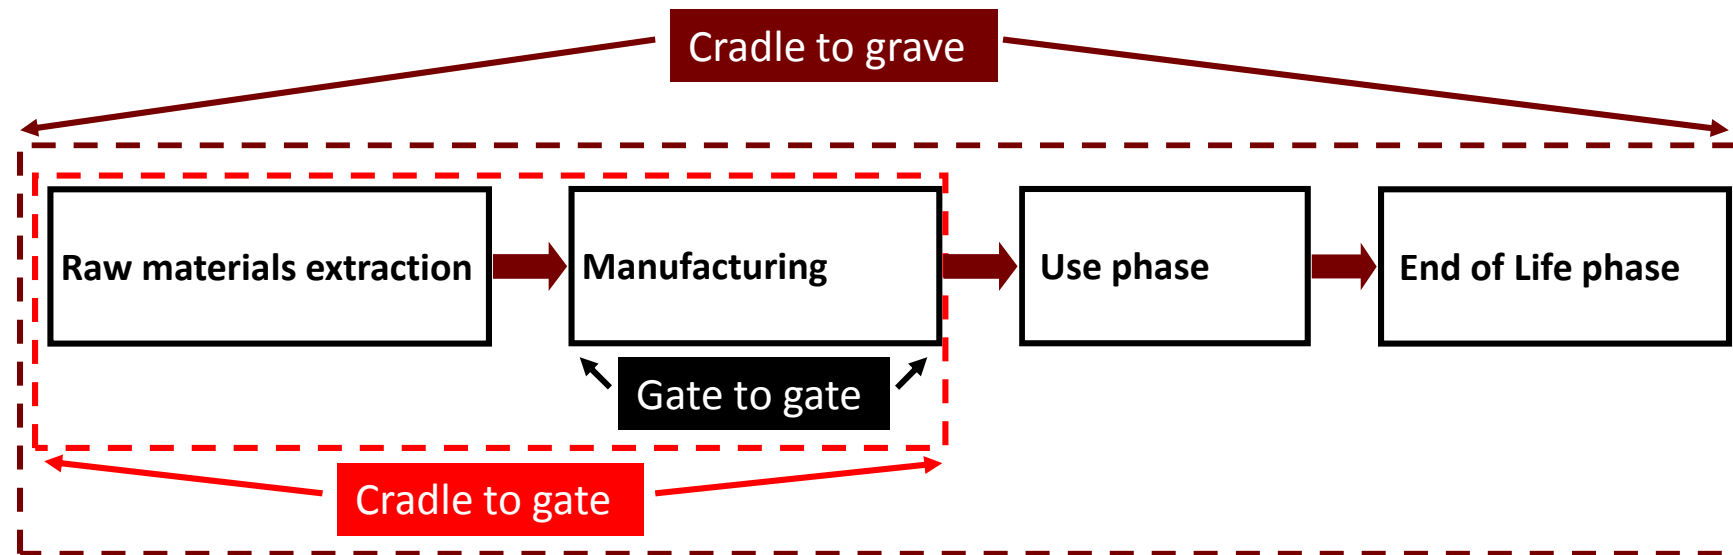 Cradle to grave
Raw materials extraction
Manufacturing
Use phase
End of Life phase
Gate to gate
Cradle to gate